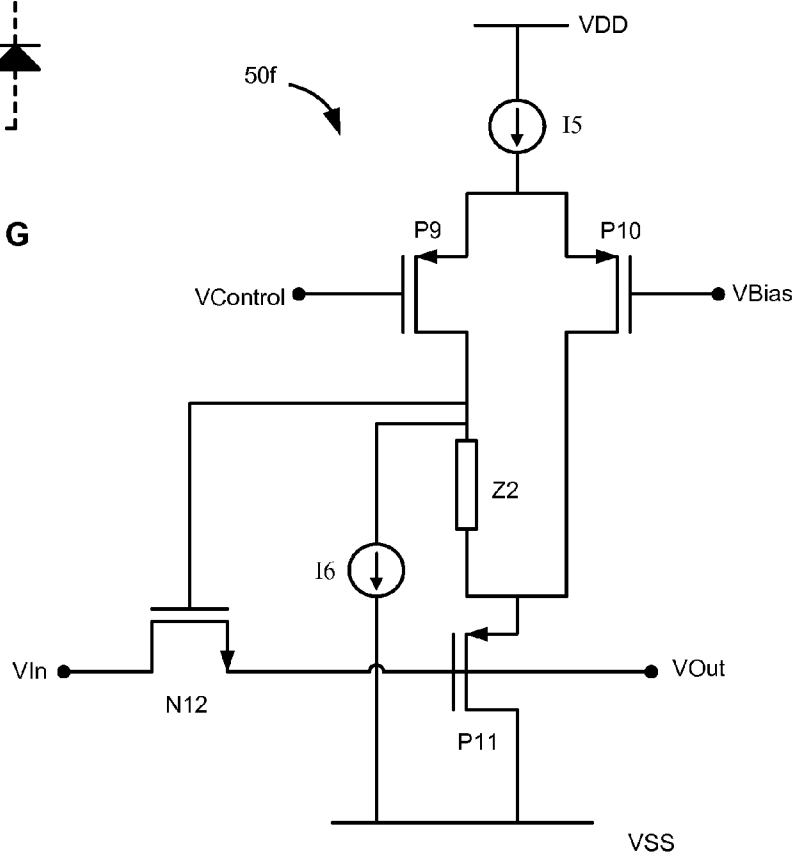 VDD
50f
I5
G
P9
P10
VControl
VBias
Z2
I6
VIn
VOut
N12
P11
VSS